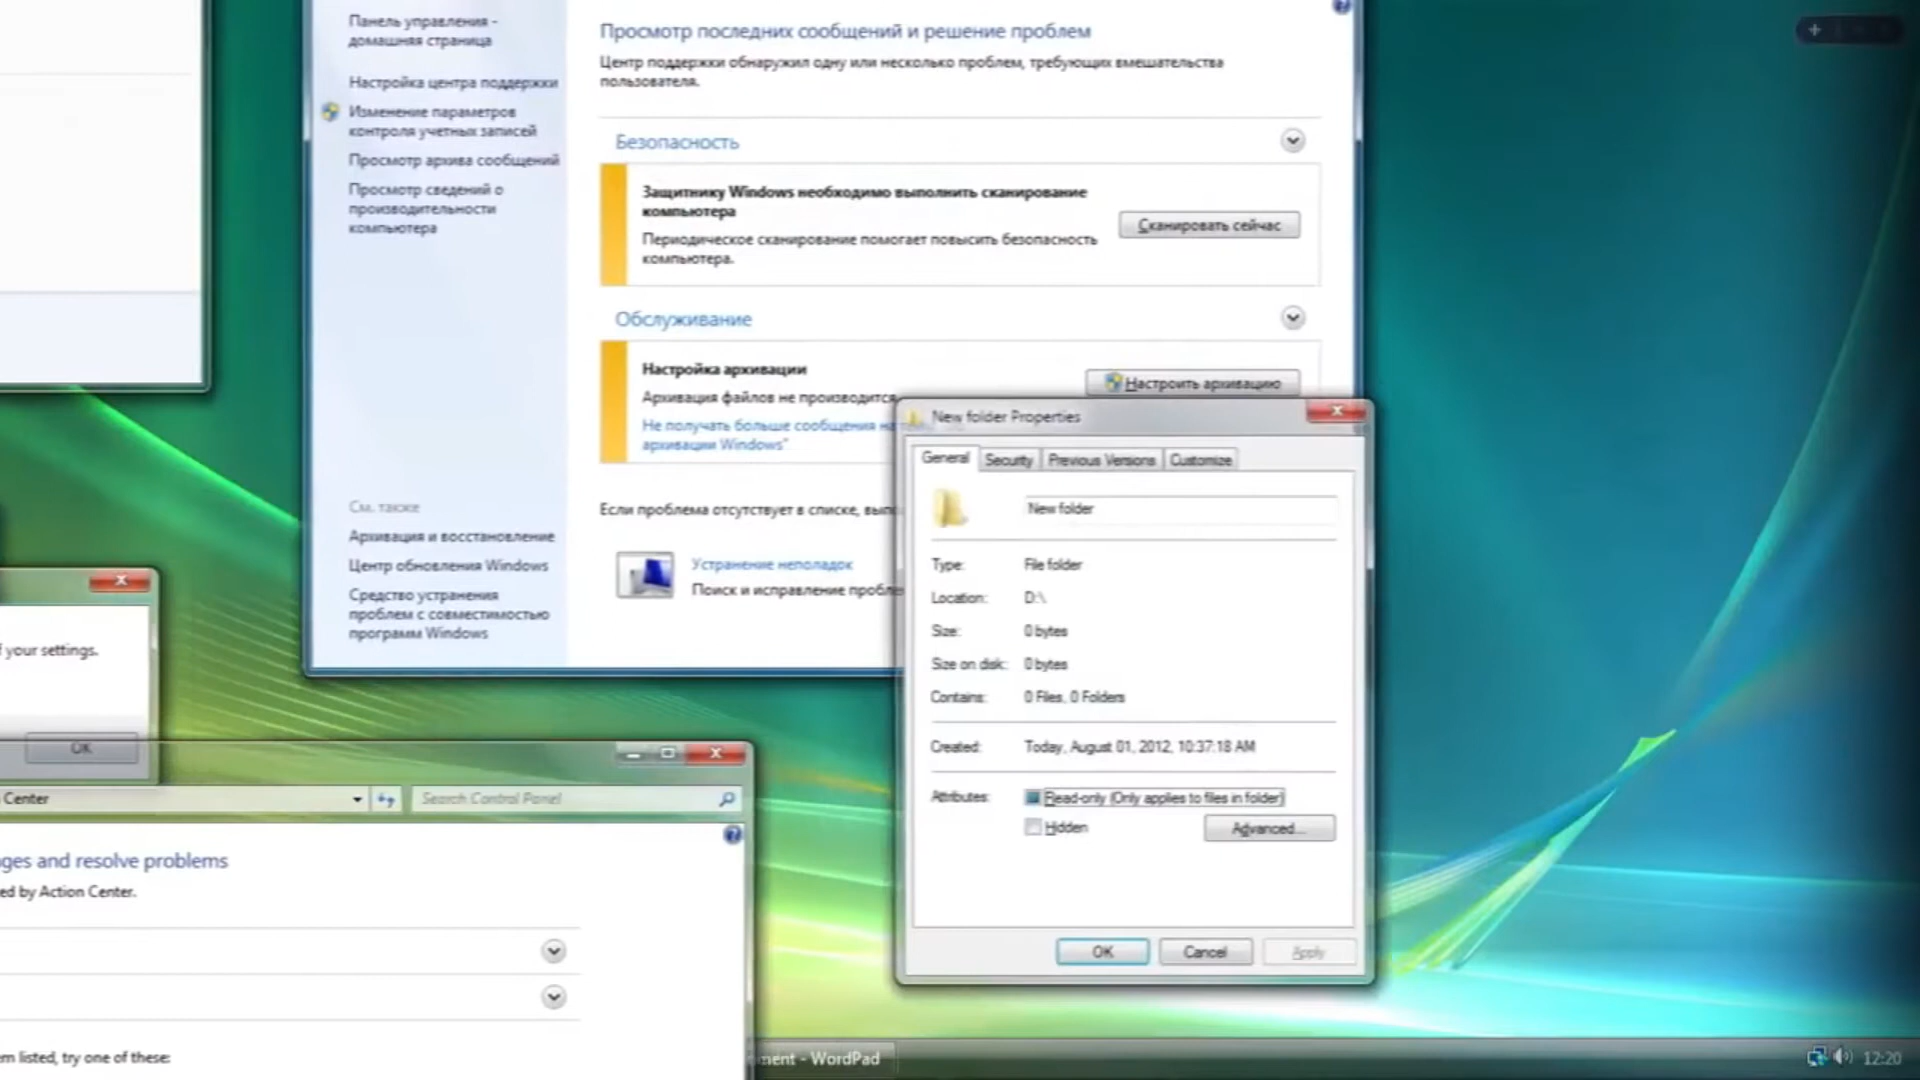 Панель управления -
домашняя страница
Настройка центра поддержки
Изменение параметров
контроля учетных записей
Просмотр архива сообщений
Просмотр сведений о
производительности
компьютера
См. также
Архивация и восстановление
Центр обновления Windows
Средство устранения
проблем с совместимостью
программ Windows
Просмотр последних сообщений и решение проблем
Центр поддержки обнаружил одну или несколько проблем, требующих вмешательства
пользователя.
Безопасность
Защитнику Windows необходимо выполнить сканирование
компьютера
Периодическое сканирование помогает повысить безопасность
компьютера.
Сканировать сейчас
Обслуживание
Настройка архивации
Архивация файлов не производится
Не получать больше сообщения
архивации Windows"
Настроить архивацию
Если проблема отсутствует в списке,
Устранение неполадок
Поиск и исправление
New folder Properties
General Security Previous Versions Customize
New folder
Type: File folder
Location: D:\
Size: 0 bytes
Size on disk: 0 bytes
Contains: 0 Files, 0 Folders
Created: Today, August 01, 2012, 10:37:18 AM
Attributes: Read-only (Only applies to files in folder)
Hidden
Advanced...
OK Cancel Apply
your settings.
OK
Center
Search Control Panel
ges and resolve problems
ed by Action Center.
em listed, try one of these:
ment - WordPad
12:20